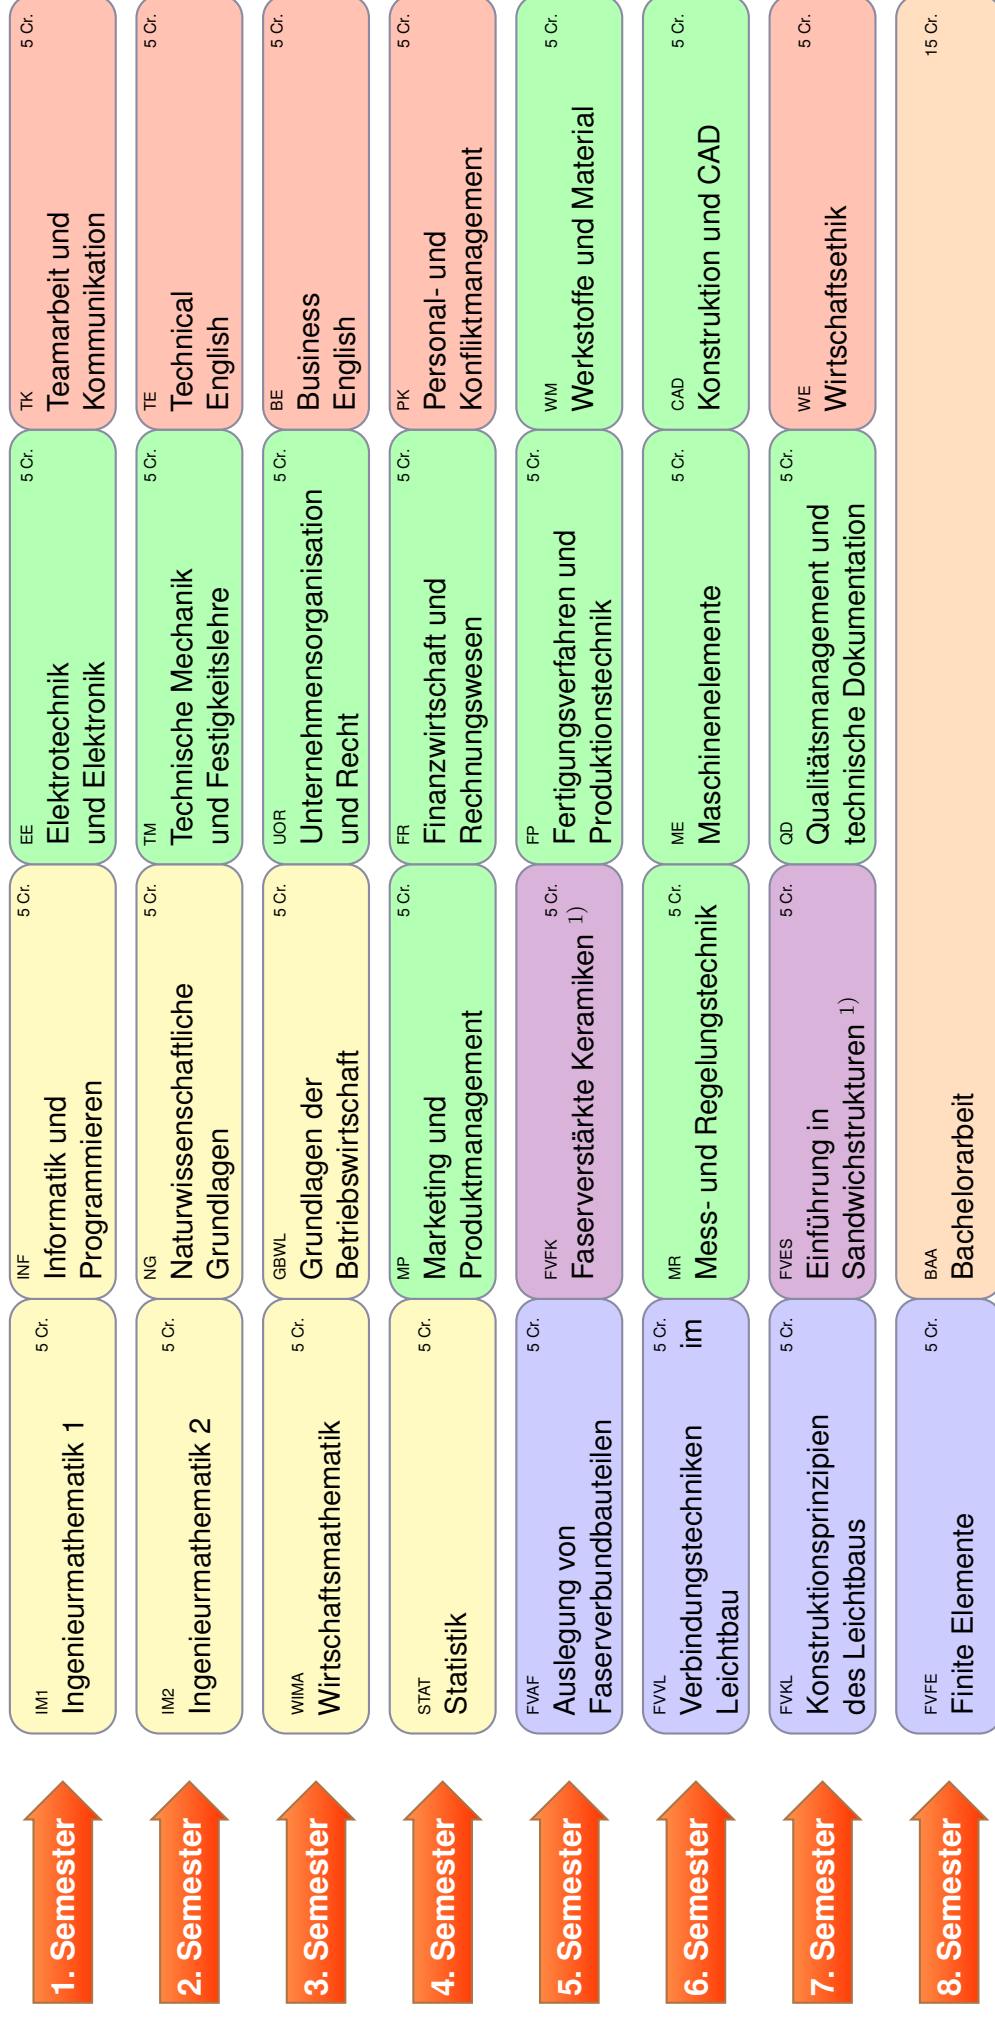 1. Semester
IM1
5 Cr.
Ingenieurmathematik 1
INF
5 Cr.
Informatik und
Programmieren
EE
5 Cr.
Elektrotechnik
und Elektronik
TK
5 Cr.
Teamarbeit und
Kommunikation
2. Semester
IM2
5 Cr.
Ingenieurmathematik 2
NG
5 Cr.
Naturwissenschaftliche
Grundlagen
TM
5 Cr.
Technische Mechanik
und Festigkeitslehre
TE
5 Cr.
Technical
English
3. Semester
WIMA
5 Cr.
Wirtschaftsmathematik
GBWL
5 Cr.
Grundlagen der
Betriebswirtschaft
UOR
5 Cr.
Unternehmensorganisation
und Recht
BE
5 Cr.
Business
English
4. Semester
STAT
5 Cr.
Statistik
MP
5 Cr.
Marketing und
Produktmanagement
FR
5 Cr.
Finanzwirtschaft und
Rechnungswesen
PK
5 Cr.
Personal- und
Konfliktmanagement
5. Semester
FVAF
5 Cr.
Auslegung von
Faserverbundbauteilen
FVFK
5 Cr.
Faserverstärkte Keramiken 1)
FP
5 Cr.
Fertigungsverfahren und
Produktionstechnik
WM
5 Cr.
Werkstoffe und Material
6. Semester
FVVL
5 Cr.
Verbindungstechniken im
Leichtbau
MR
5 Cr.
Mess- und Regelungstechnik
ME
5 Cr.
Maschinenelemente
CAD
5 Cr.
Konstruktion und CAD
7. Semester
FVKL
5 Cr.
Konstruktionsprinzipien
des Leichtbaus
FVES
5 Cr.
Einführung in
Sandwichstrukturen 1)
QD
5 Cr.
Qualitätsmanagement und
technische Dokumentation
WE
5 Cr.
Wirtschaftsethik
8. Semester
FVFE
5 Cr.
Finite Elemente
BAA
15 Cr.
Bachelorarbeit